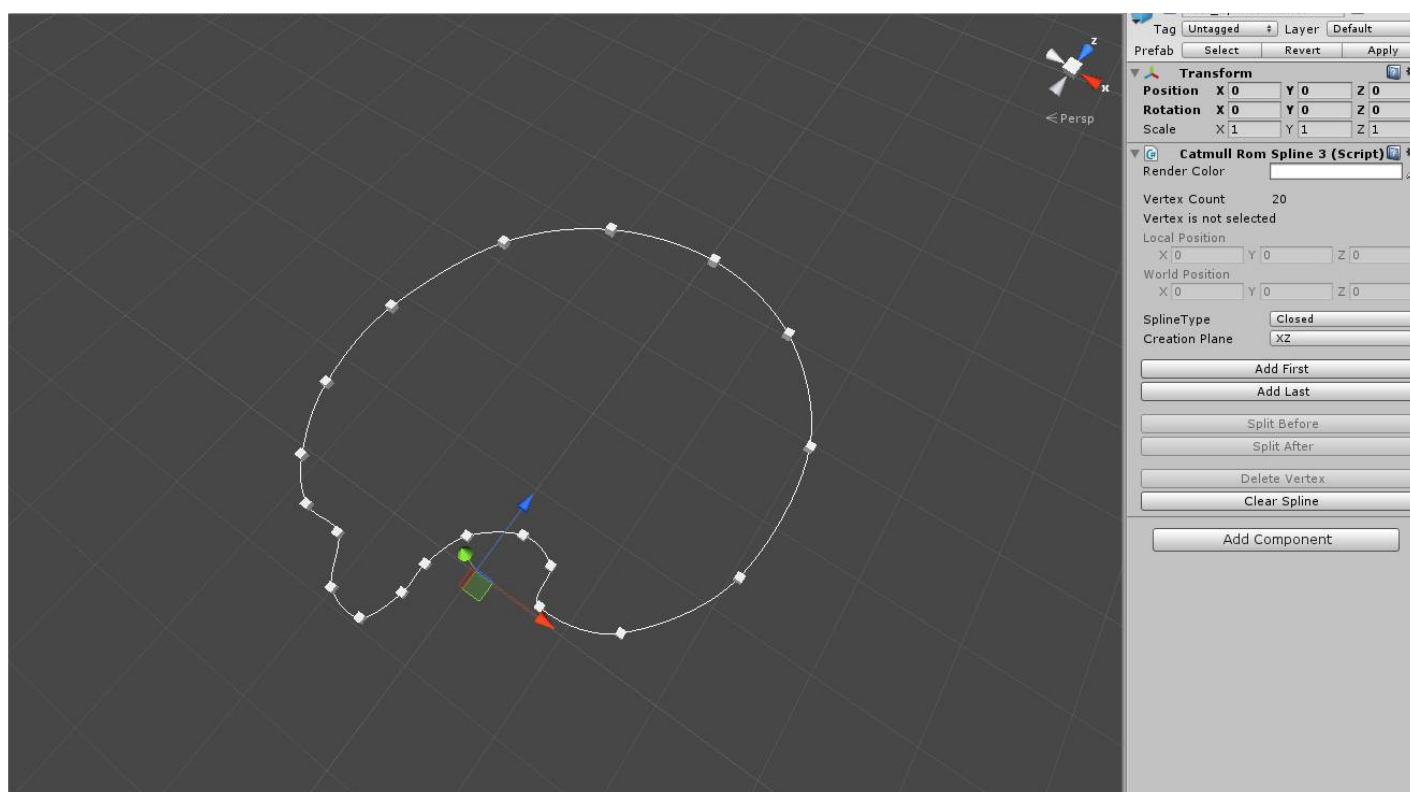 z
x
Persp
Tag Untagged Layer Default
Prefab Select Revert Apply
Transform
Position X 0 Y 0 Z 0
Rotation X 0 Y 0 Z 0
Scale X 1 Y 1 Z 1
Catmull Rom Spline 3 (Script)
Render Color
Vertex Count 20
Vertex is not selected
Local Position
X 0 Y 0 Z 0
World Position
X 0 Y 0 Z 0
SplineType Closed
Creation Plane XZ
Add First
Add Last
Split Before
Split After
Delete Vertex
Clear Spline
Add Component